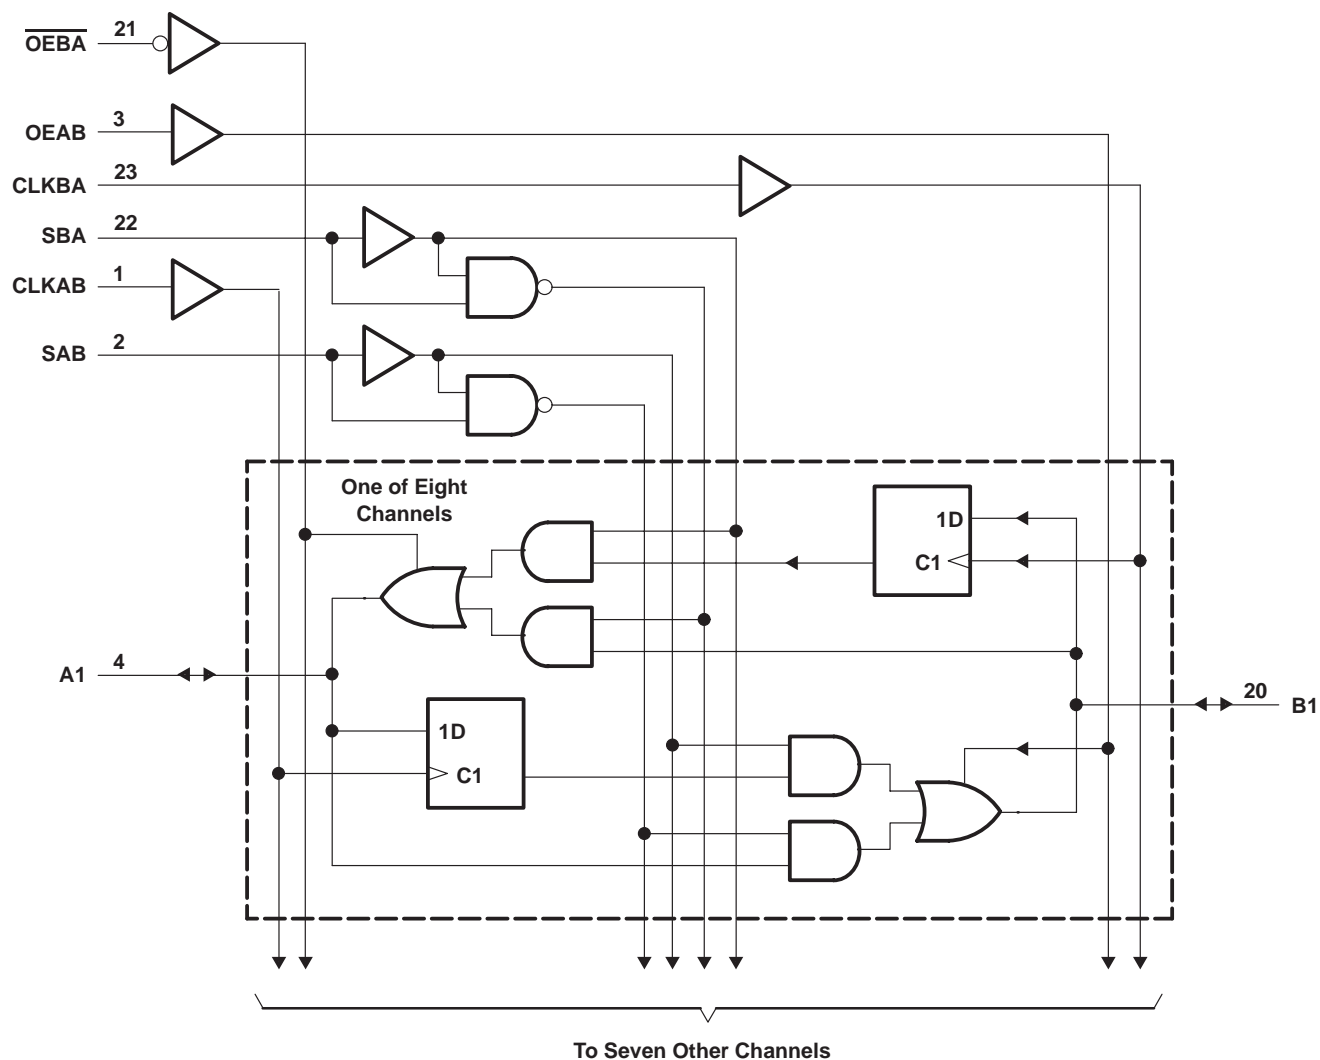 OEBA 21
OEAB 3
CLKBA 23
SBA 22
CLKAB 1
SAB 2
One of Eight
Channels
1D
C1
A1 4
1D
C1
20 B1
To Seven Other Channels